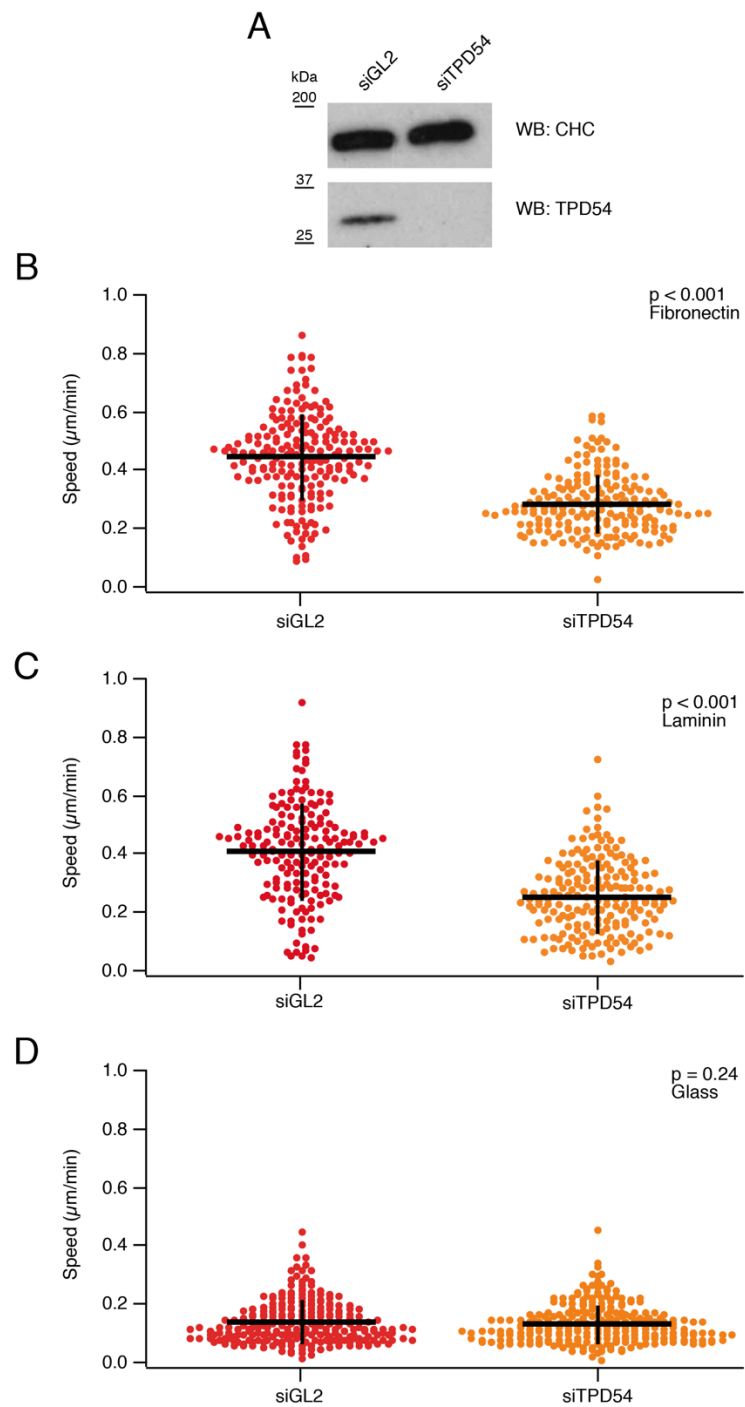 A
siGL2 siTPD54
kDa
200
WB: CHC
37
WB: TPD54
25
B
p < 0.001
Fibronectin
Speed (µm/min)
1.0
0.8
0.6
0.4
0.2
0.0
siGL2 siTPD54
C
p < 0.001
Laminin
Speed (µm/min)
1.0
0.8
0.6
0.4
0.2
0.0
siGL2 siTPD54
D
p = 0.24
Glass
Speed (µm/min)
1.0
0.8
0.6
0.4
0.2
0.0
siGL2 siTPD54